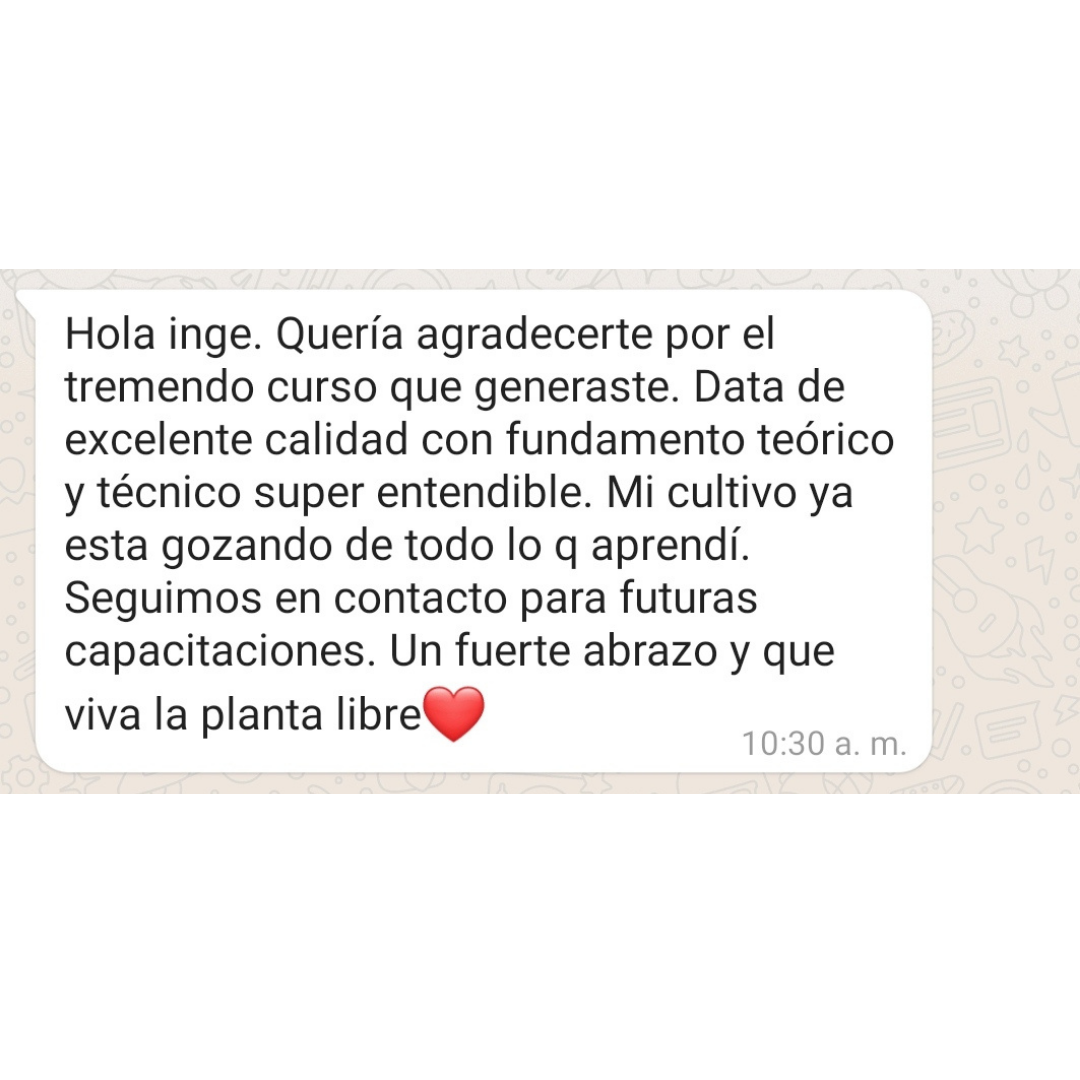 Hola inge. Quería agradecerte por el
tremendo curso que generaste. Data de
excelente calidad con fundamento teórico
y técnico super entendible. Mi cultivo ya
esta gozando de todo lo q aprendí.
Seguimos en contacto para futuras
capacitaciones. Un fuerte abrazo y que
viva la planta libre❤️
10:30 a. m.